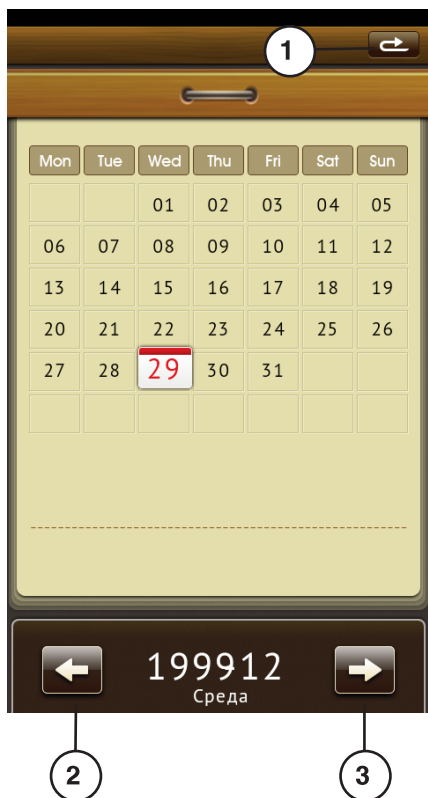 1
Mon Tue Wed Thu Fri Sat Sun
01 02 03 04 05
06 07 08 09 10 11 12
13 14 15 16 17 18 19
20 21 22 23 24 25 26
27 28 29 30 31
199912
Среда
2 3